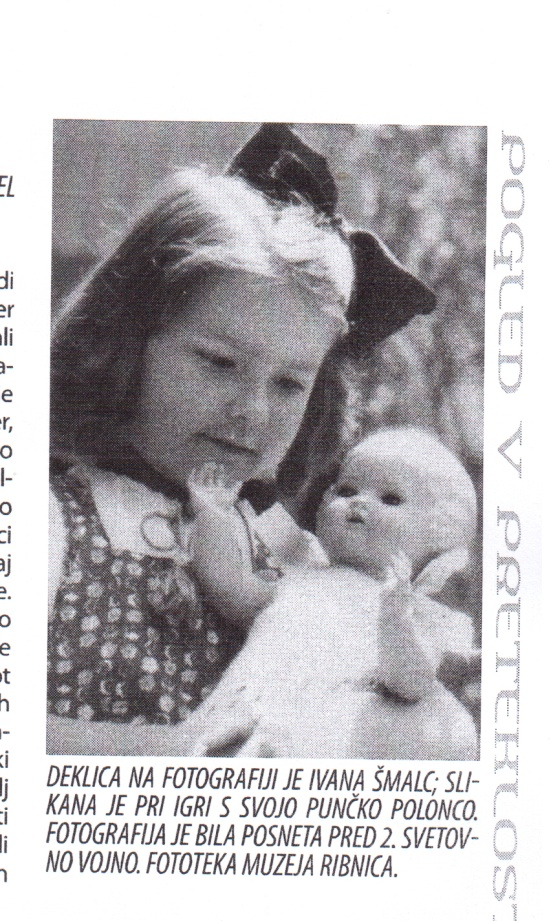 EL
di
er
ali
a-
e
er,
o
l-
o
ci
aj
e.
o
e
ot
h
a-
ki
lj
ti
li
n
DEKLICA NA FOTOGRAFIJI JE IVANA ŠMALC; SLI-
KANA JE PRI IGRI S SVOJO PUNČKO POLONCO.
FOTOGRAFIJA JE BILA POSNETA PRED 2. SVETOV-
NO VOJNO. FOTOTEKA MUZEJA RIBNICA.
POGLED V PRETEKLOST